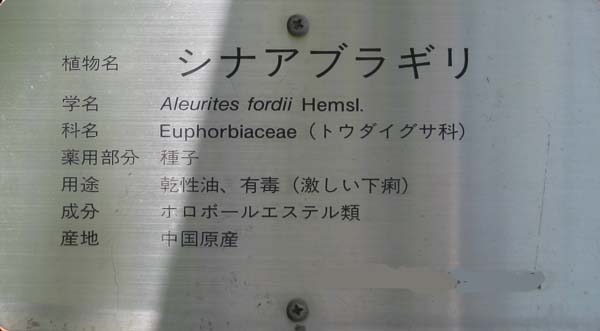 植物名 シナアブラギリ
学名 Aleurites fordii Hemsl.
科名 Euphorbiaceae（トウダイグサ科）
薬用部分 種子
用途 乾性油、有毒（激しい下痢）
成分 ホロボールエステル類
産地 中国原産